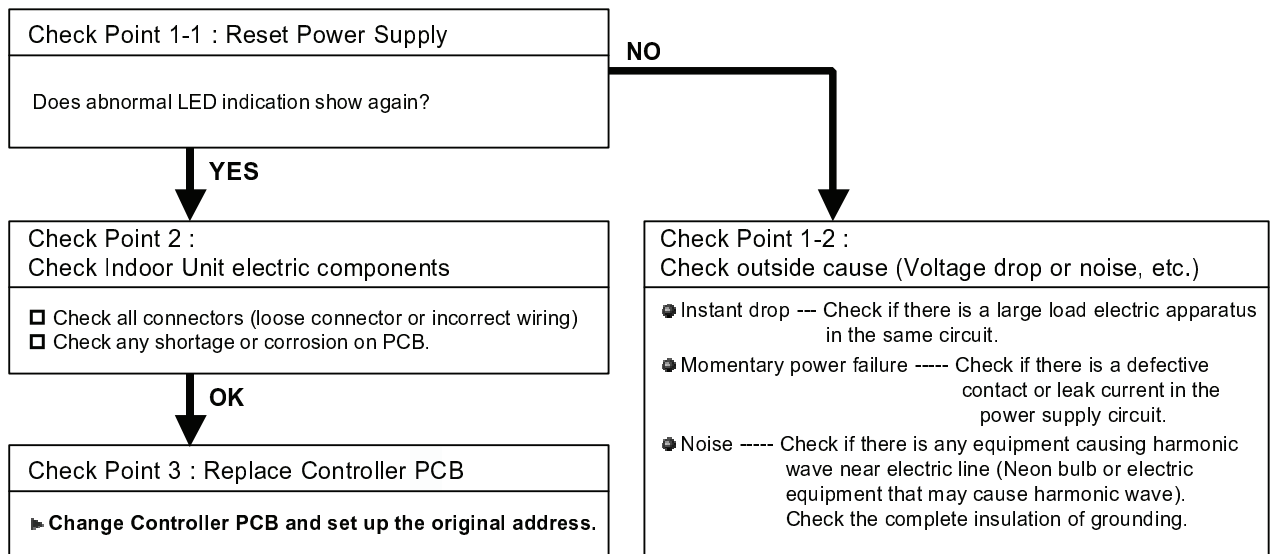 Check Point 1-1 : Reset Power Supply
Does abnormal LED indication show again?
NO
YES
Check Point 2 :
Check Indoor Unit electric components
Check all connectors (loose connector or incorrect wiring)
Check any shortage or corrosion on PCB.
OK
Check Point 3 : Replace Controller PCB
Change Controller PCB and set up the original address.
Check Point 1-2 :
Check outside cause (Voltage drop or noise, etc.)
Instant drop --- Check if there is a large load electric apparatus
in the same circuit.
Momentary power failure ----- Check if there is a defective
contact or leak current in the
power supply circuit.
Noise ----- Check if there is any equipment causing harmonic
wave near electric line (Neon bulb or electric
equipment that may cause harmonic wave).
Check the complete insulation of grounding.